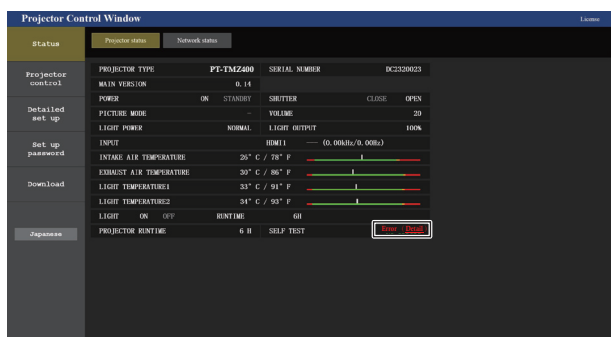 Projector Control Window
License
Status
Projector status Network status
Projector control
Detailed set up
Set up password
Download
Japanese
PROJECTOR TYPE PT-TMZ400 SERIAL NUMBER DC2320023
MAIN VERSION 0.14
POWER ON STANDBY SHUTTER CLOSE OPEN
PICTURE MODE – VOLUME 20
LIGHT POWER NORMAL LIGHT OUTPUT 100%
INPUT HDMI1 ── (0.00kHz/0.00Hz)
INTAKE AIR TEMPERATURE 26° C / 78° F
EXHAUST AIR TEMPERATURE 30° C / 86° F
LIGHT TEMPERATURE1 33° C / 91° F
LIGHT TEMPERATURE2 34° C / 93° F
LIGHT ON OFF RUNTIME 6H
PROJECTOR RUNTIME 6 H SELF TEST Error (Detail)